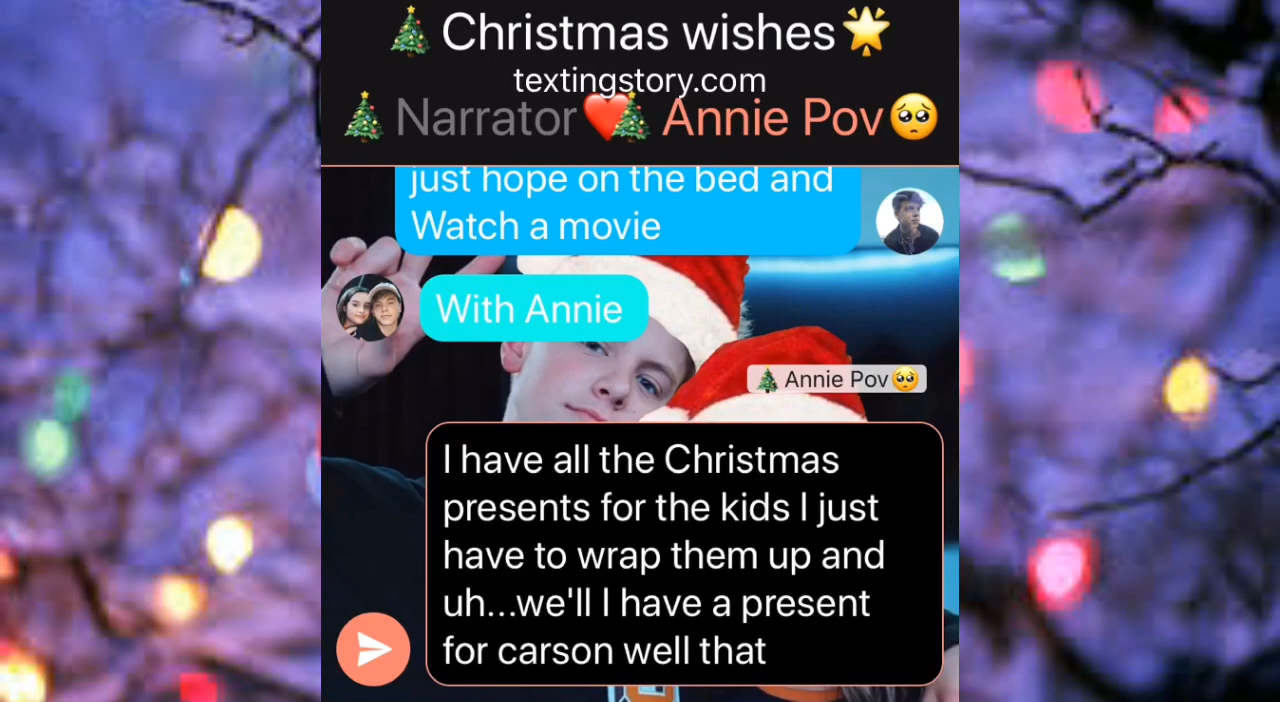 🎄Christmas wishes🌟
textingstory.com
🎄Narrator❤️🎄Annie Pov🥺
just hope on the bed and
Watch a movie
With Annie
🎄Annie Pov🥺
I have all the Christmas
presents for the kids I just
have to wrap them up and
uh...we'll I have a present
for carson well that